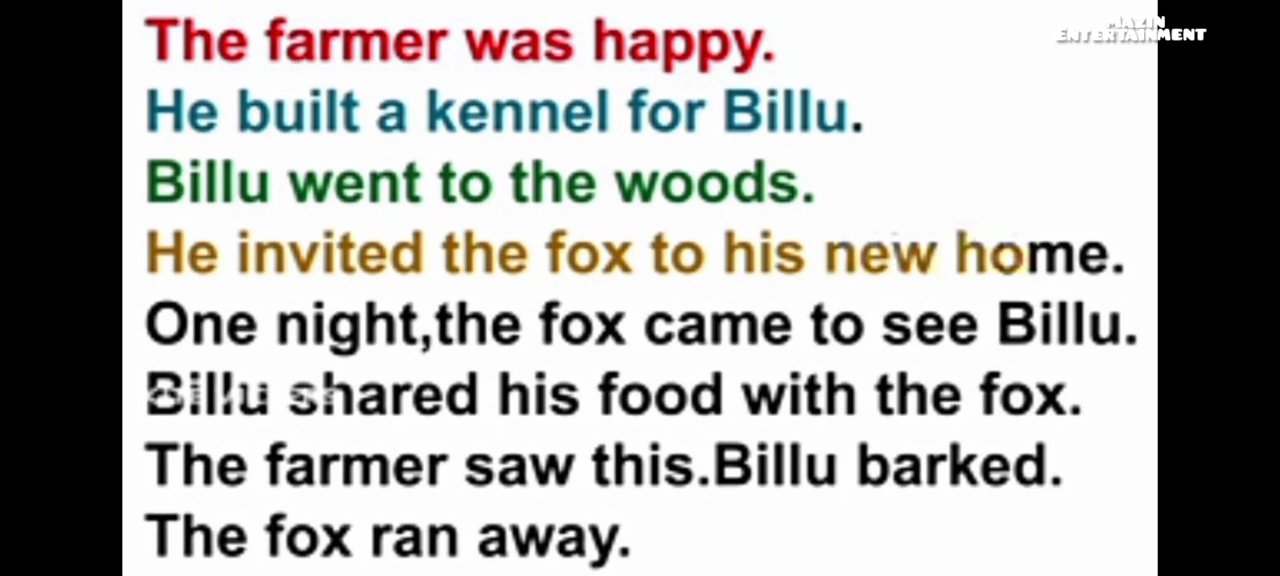 MAZIN
ENTERTAINMENT
The farmer was happy.
He built a kennel for Billu.
Billu went to the woods.
He invited the fox to his new home.
One night,the fox came to see Billu.
Billu shared his food with the fox.
The farmer saw this.Billu barked.
The fox ran away.